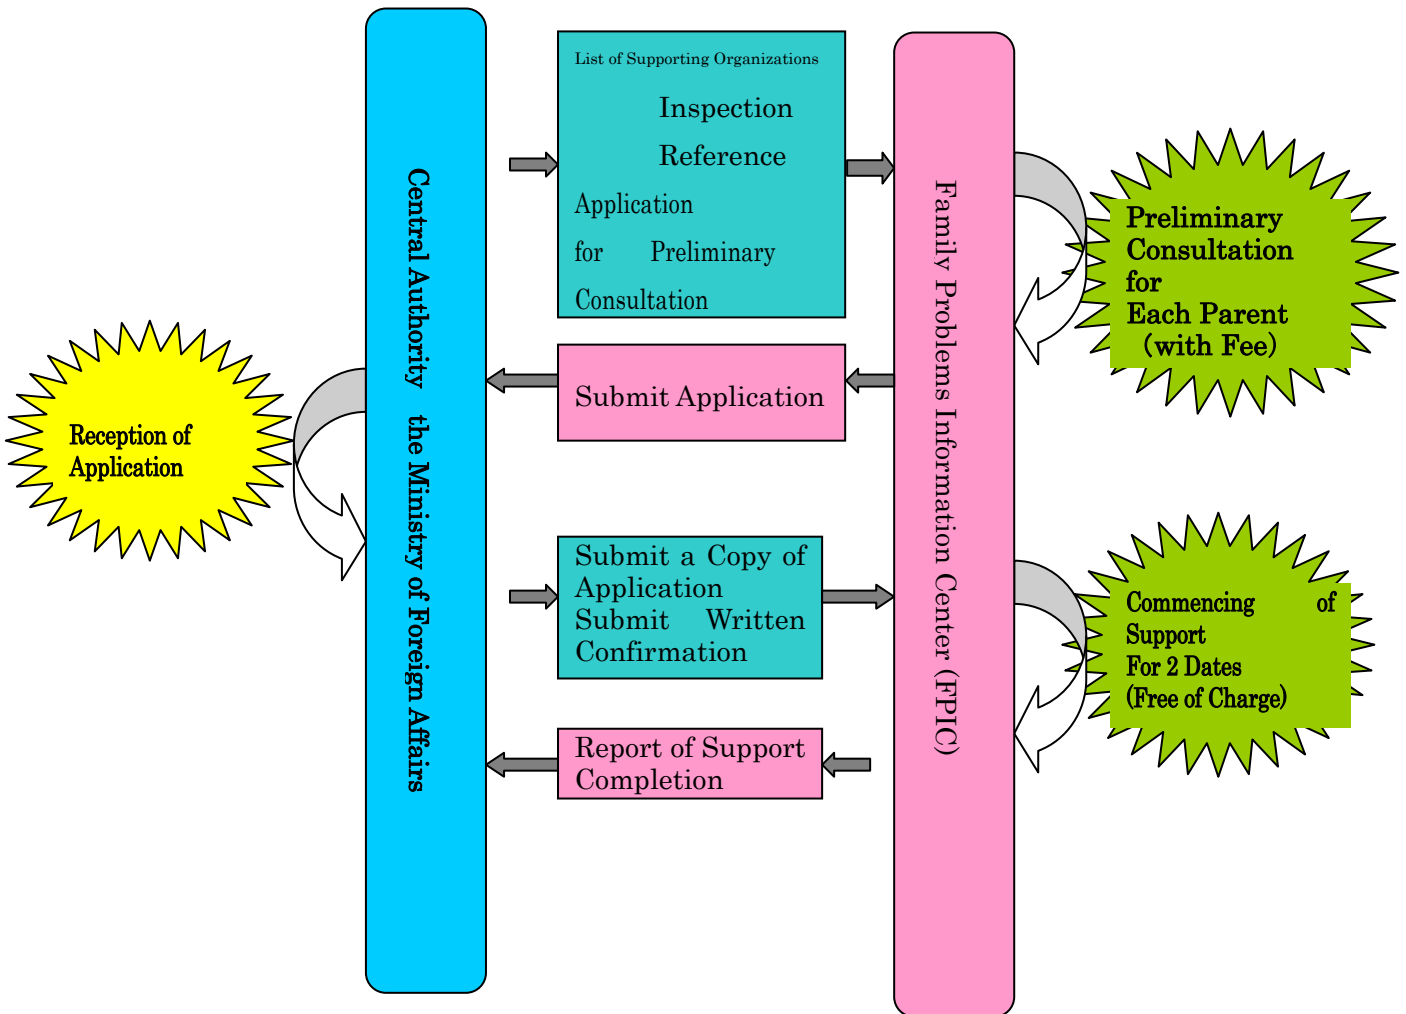 List of Supporting Organizations
Inspection
Reference
Application
for Preliminary
Consultation
Submit Application
Submit a Copy of
Application
Submit Written
Confirmation
Report of Support
Completion
Central Authority the Ministry of Foreign Affairs
Family Problems Information Center (FPIC)
Reception of
Application
Preliminary
Consultation
for
Each Parent
(with Fee)
Commencing of
Support
For 2 Dates
(Free of Charge)